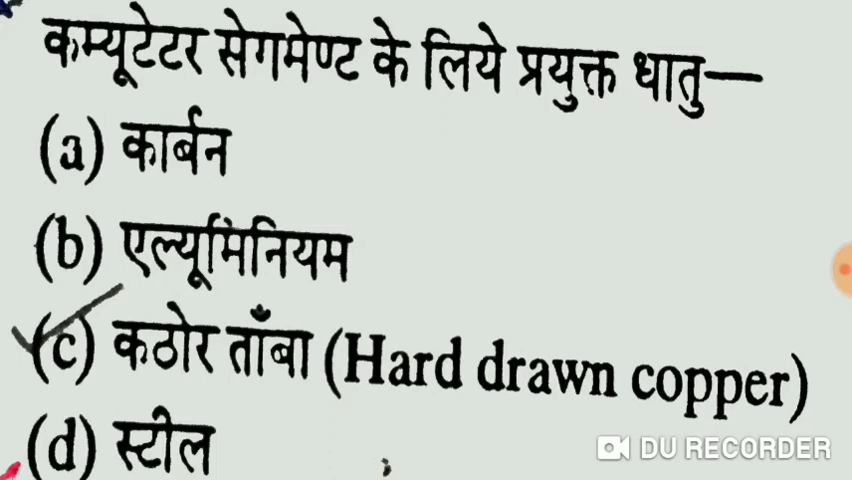 कम्यूटेटर सेगमेण्ट के लिये प्रयुक्त धातु—
(a) कार्बन
(b) एल्यूमिनियम
(c) कठोर ताँबा (Hard drawn copper)
(d) स्टील
DU RECORDER